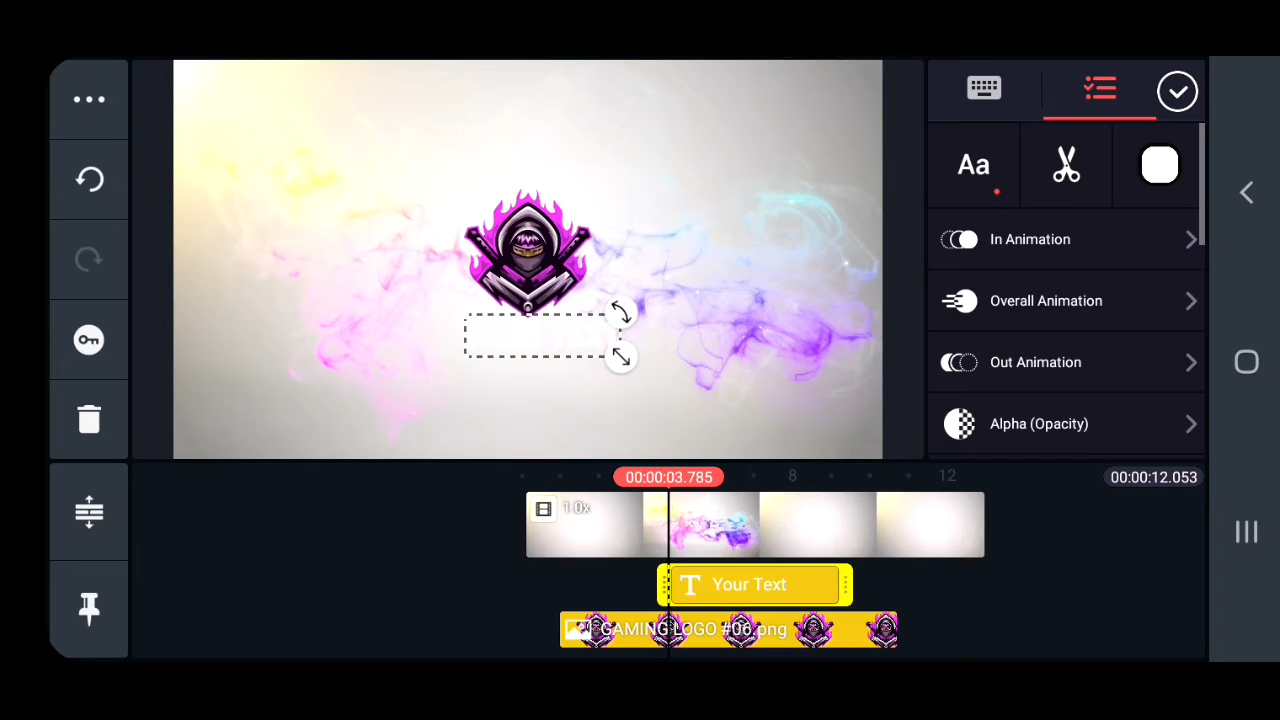 Aa
In Animation
Overall Animation
Out Animation
Alpha (Opacity)
00:00:03.785
8
12
00:00:12.053
1.0x
T Your Text
GAMING LOGO #06.png